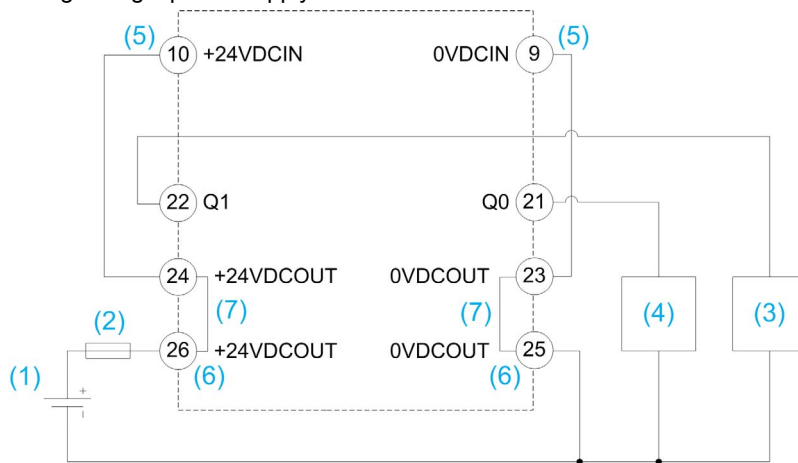 (5) 10 +24VDCIN 0VDCIN 9 (5)
22 Q1 Q0 21
24 +24VDCOUT 0VDCOUT 23
(2) (7) (7) (4) (3)
26 +24VDCOUT 0VDCOUT 25
(1) + (6) (6)
-